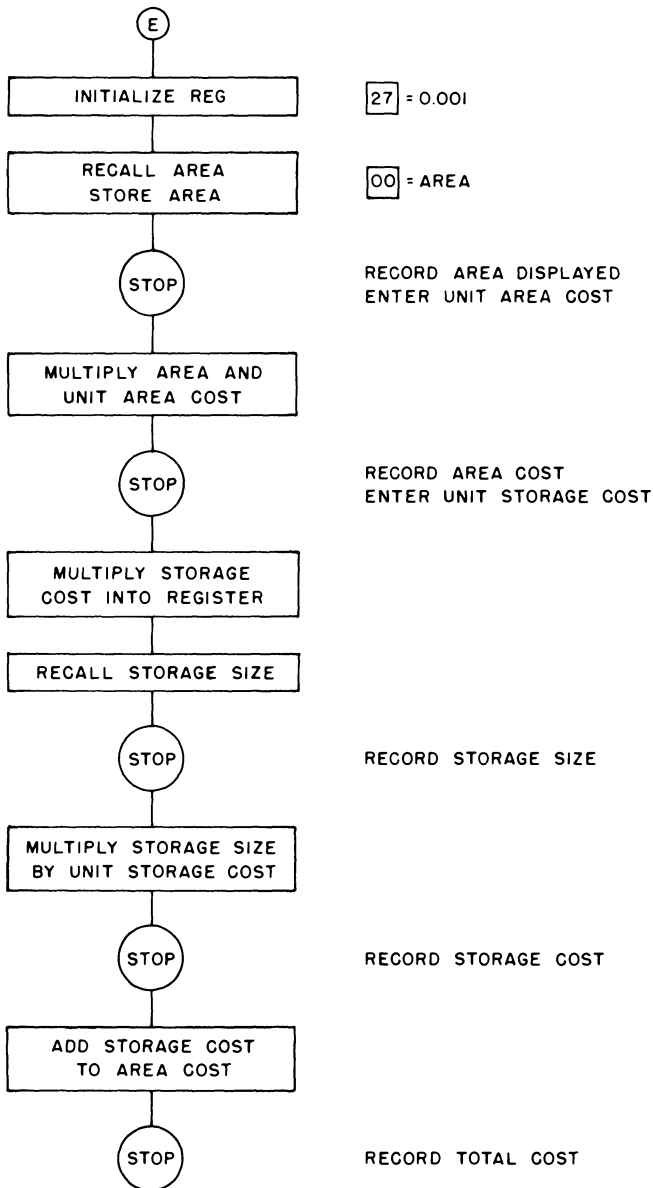 E
INITIALIZE REG
27 = 0.001
RECALL AREA
STORE AREA
00 = AREA
STOP
RECORD AREA DISPLAYED
ENTER UNIT AREA COST
MULTIPLY AREA AND
UNIT AREA COST
STOP
RECORD AREA COST
ENTER UNIT STORAGE COST
MULTIPLY STORAGE
COST INTO REGISTER
RECALL STORAGE SIZE
STOP
RECORD STORAGE SIZE
MULTIPLY STORAGE SIZE
BY UNIT STORAGE COST
STOP
RECORD STORAGE COST
ADD STORAGE COST
TO AREA COST
STOP
RECORD TOTAL COST